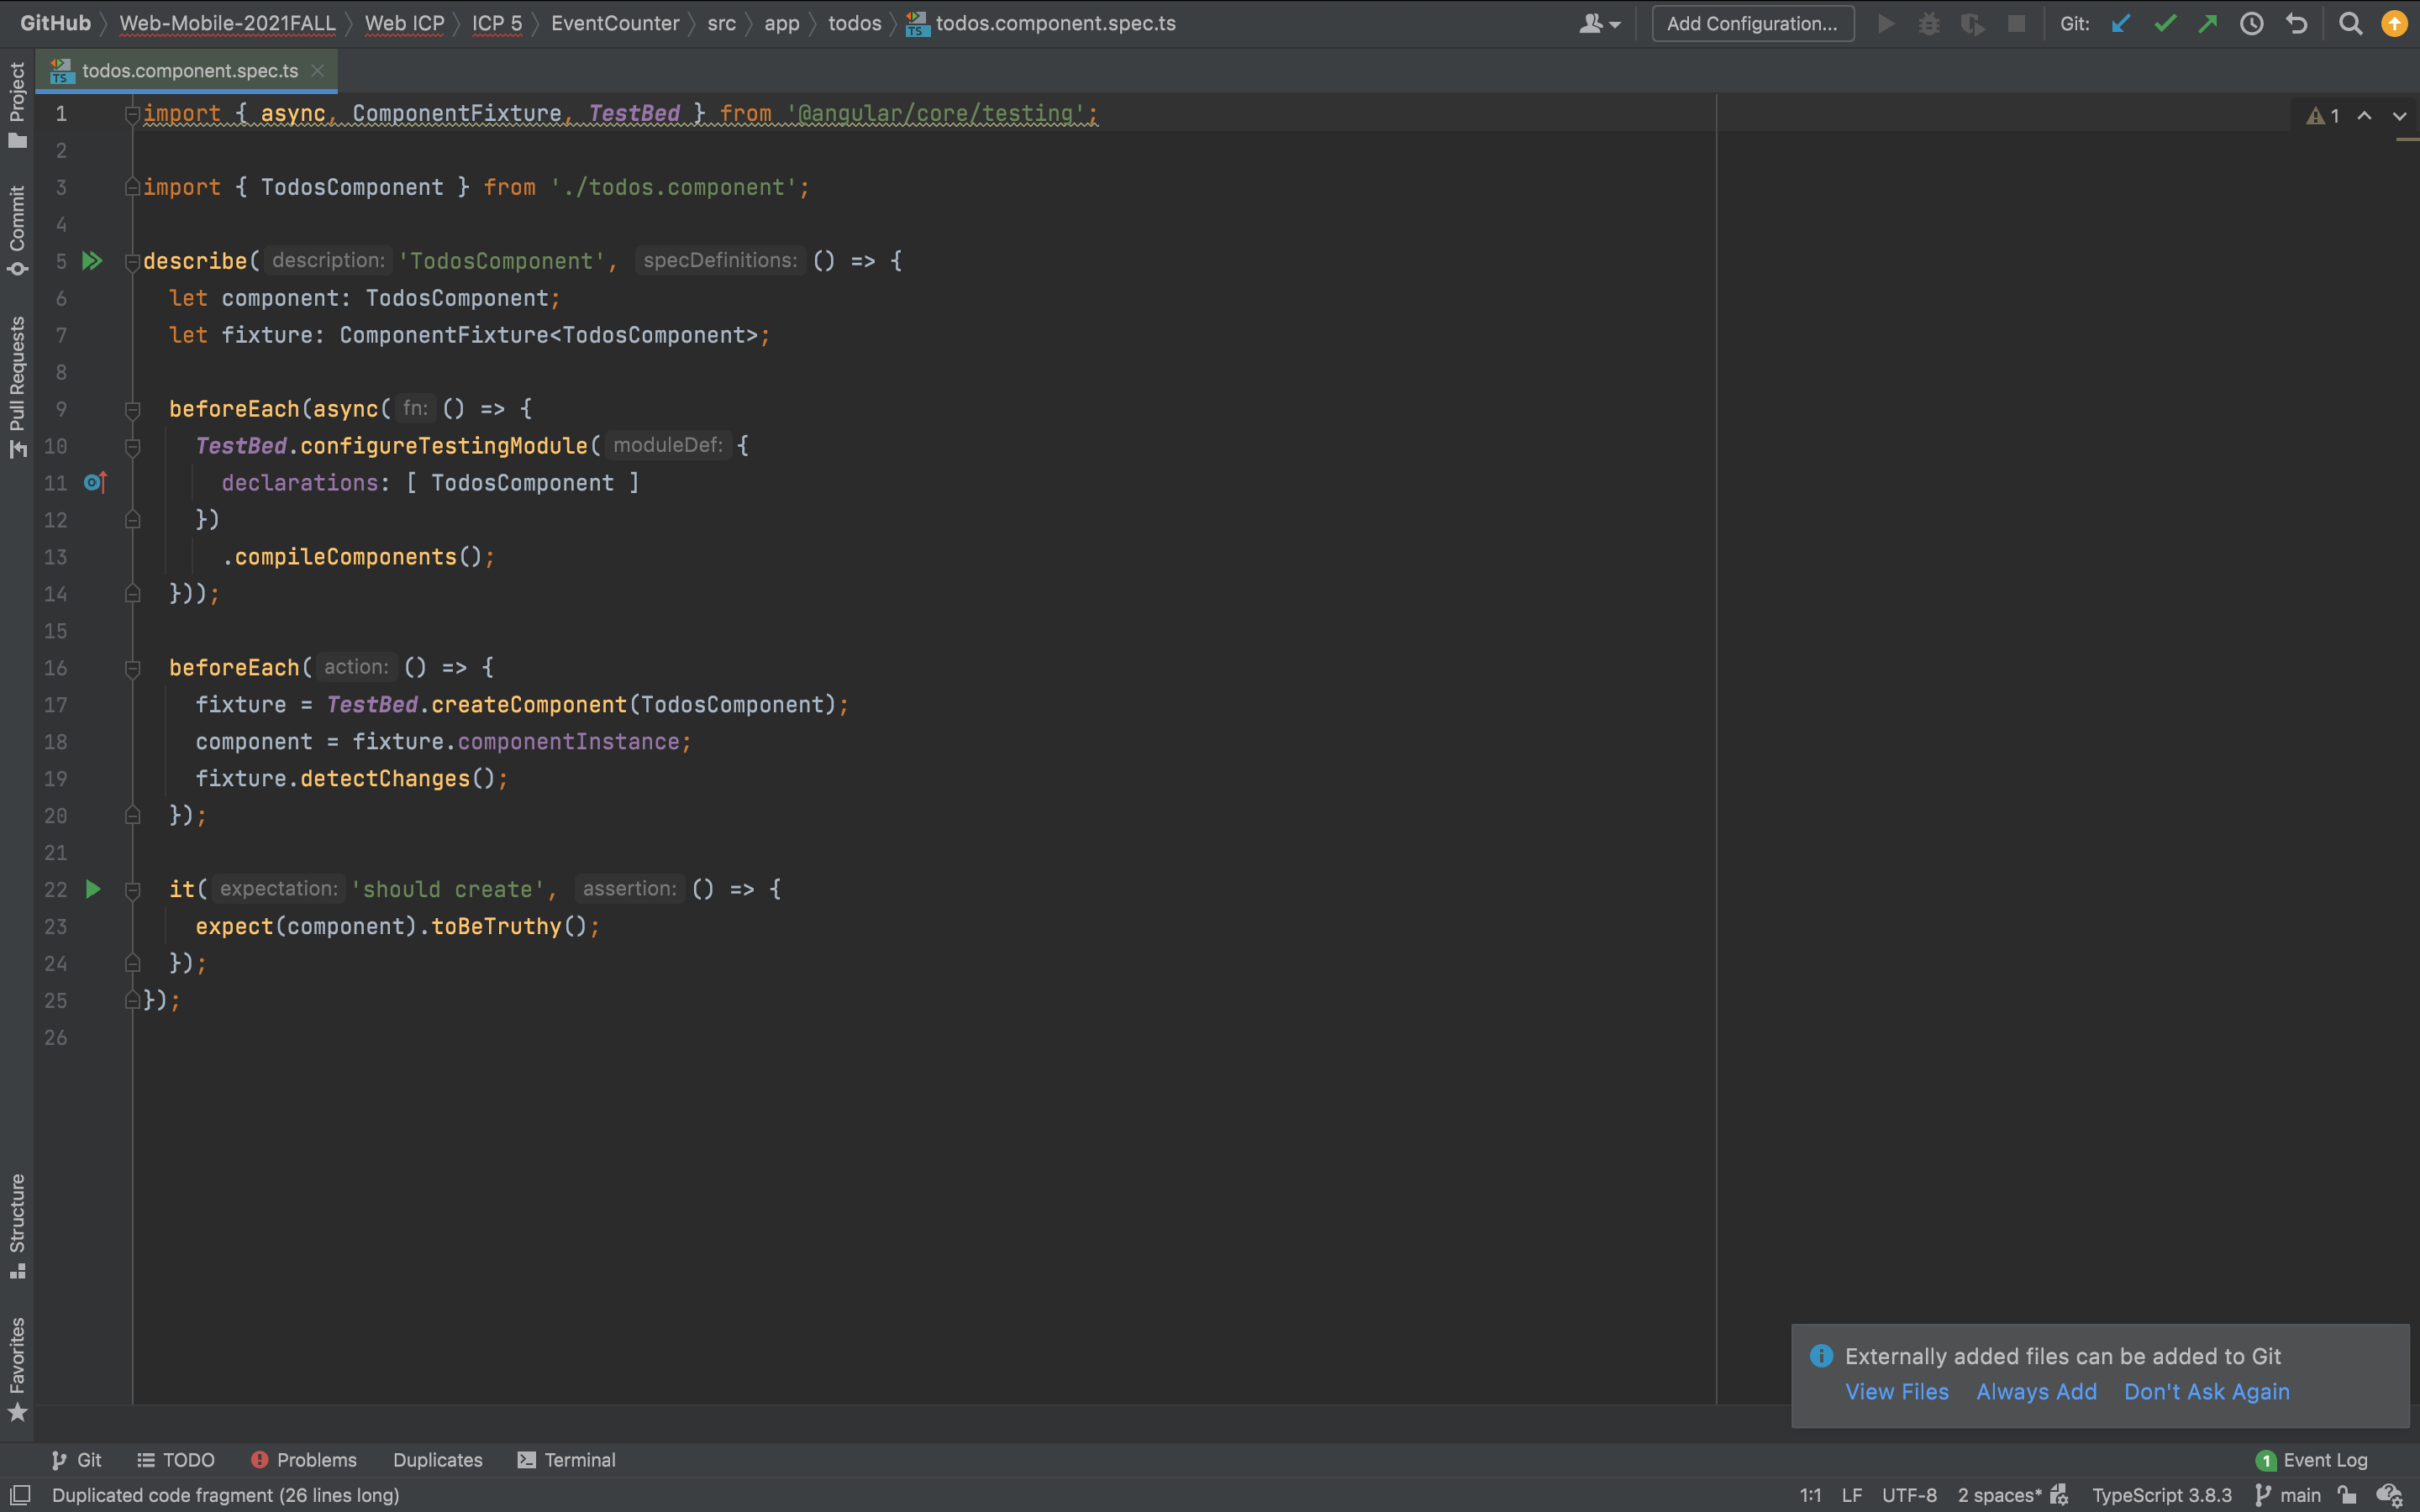 GitHub Web-Mobile-2021FALL Web ICP ICP 5 EventCounter src app todos todos.component.spec.ts Add Configuration... Git:
todos.component.spec.ts
Project
Commit
Pull Requests
Structure
Favorites
1 import { async, ComponentFixture, TestBed } from '@angular/core/testing';
2
3 import { TodosComponent } from './todos.component';
4
5 describe( description: 'TodosComponent', specDefinitions: () => {
6 let component: TodosComponent;
7 let fixture: ComponentFixture<TodosComponent>;
8
9 beforeEach(async( fn: () => {
10 TestBed.configureTestingModule( moduleDef: {
11 declarations: [ TodosComponent ]
12 })
13 .compileComponents();
14 }));
15
16 beforeEach( action: () => {
17 fixture = TestBed.createComponent(TodosComponent);
18 component = fixture.componentInstance;
19 fixture.detectChanges();
20 });
21
22 it( expectation: 'should create', assertion: () => {
23 expect(component).toBeTruthy();
24 });
25 });
26
1
Externally added files can be added to Git
View Files Always Add Don't Ask Again
Git TODO Problems Duplicates Terminal 1 Event Log
Duplicated code fragment (26 lines long) 1:1 LF UTF-8 2 spaces* TypeScript 3.8.3 main